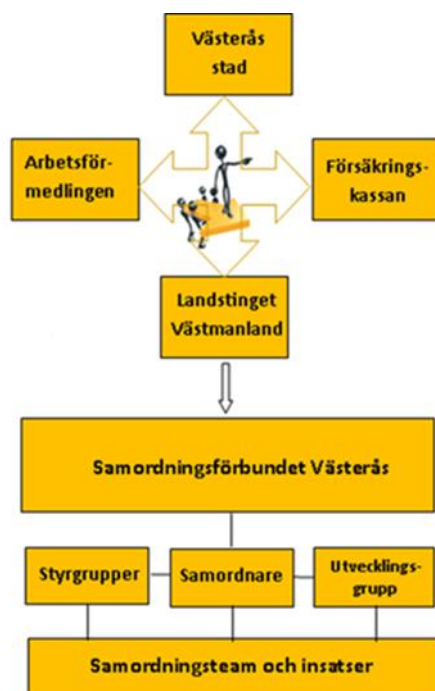 Västerås
stad
Arbetsför-
medlingen
Försäkrings-
kassan
Landstinget
Västmanland
Samordningsförbundet Västerås
Styrgrupper
Samordnare
Utvecklings-
grupp
Samordningsteam och insatser